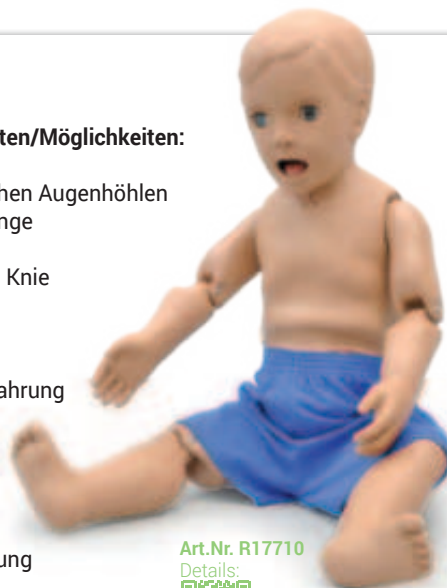 ten/Möglichkeiten:
hen Augenhöhlen
nge
Knie
ahrung
ung
Art.Nr. R17710
Details: